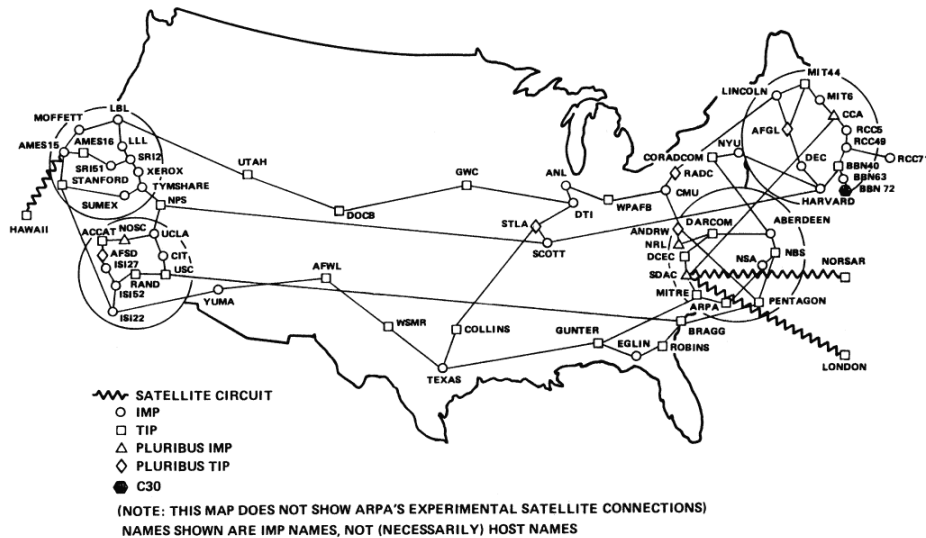 MOFFETT
LBL
AMES15
AMES16
LLL
SRI2
SRI51
XEROX
STANFORD
TYMSHARE
SUMEX
NPS
HAWAII
ACCAT
NOSC
UCLA
AFSD
CIT
ISI27
RAND
USC
ISI52
ISI22
UTAH
DOCB
GWC
YUMA
AFWL
WSMR
TEXAS
COLLINS
STLA
SCOTT
ANL
DTI
WPAFB
CMU
GUNTER
EGLIN
ROBINS
BRAGG
MIT44
LINCOLN
MIT6
CCA
AFGL
RCC5
RCC49
RCC71
NYU
CORADCOM
RADC
DEC
BBN40
BBN63
BBN 72
HARVARD
DARCOM
ABERDEEN
ANDRW
NRL
DCEC
NSA
NBS
SDAC
NORSAR
MITRE
ARPA
PENTAGON
LONDON
SATELLITE CIRCUIT
IMP
TIP
PLURIBUS IMP
PLURIBUS TIP
C30
(NOTE: THIS MAP DOES NOT SHOW ARPA'S EXPERIMENTAL SATELLITE CONNECTIONS)
NAMES SHOWN ARE IMP NAMES, NOT (NECESSARILY) HOST NAMES